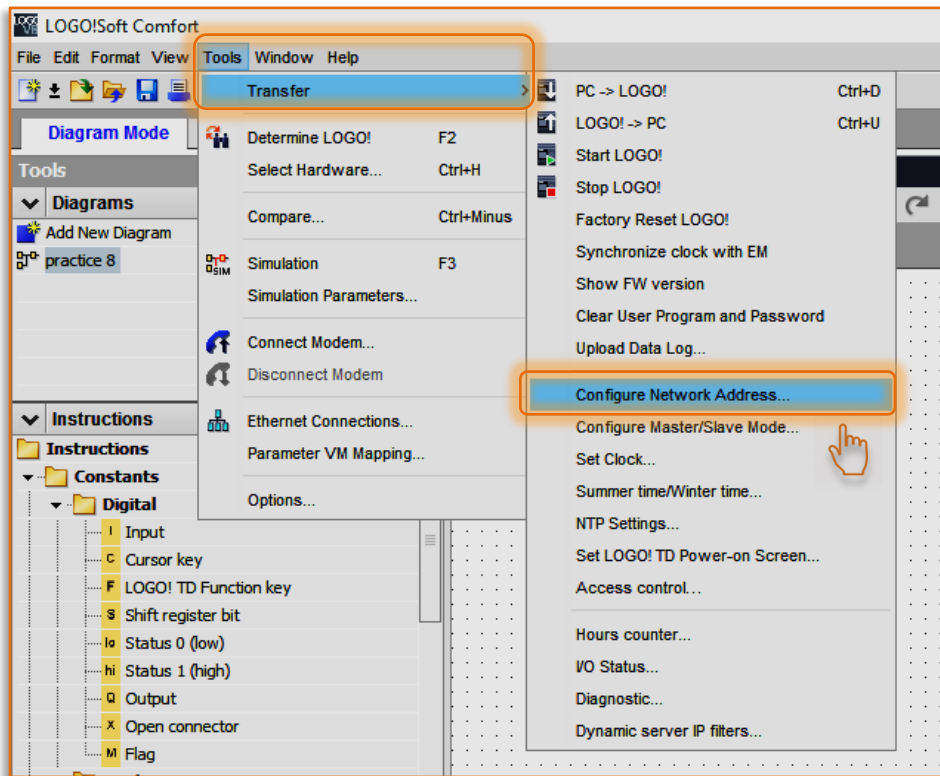 LOGO!Soft Comfort
File Edit Format View Tools Window Help
Diagram Mode
Tools
Diagrams
Add New Diagram
practice 8
Transfer
Determine LOGO! F2
Select Hardware... Ctrl+H
Compare... Ctrl+Minus
SIM Simulation F3
Simulation Parameters...
Connect Modem...
Disconnect Modem
Ethernet Connections...
Parameter VM Mapping...
Options...
PC -> LOGO! Ctrl+D
LOGO! -> PC Ctrl+U
Start LOGO!
Stop LOGO!
Factory Reset LOGO!
Synchronize clock with EM
Show FW version
Clear User Program and Password
Upload Data Log...
Configure Network Address...
Configure Master/Slave Mode...
Set Clock...
Summer time/Winter time...
NTP Settings...
Set LOGO! TD Power-on Screen...
Access control...
Hours counter...
I/O Status...
Diagnostic...
Dynamic server IP filters...
Instructions
Instructions
Constants
Digital
I Input
C Cursor key
F LOGO! TD Function key
S Shift register bit
lo Status 0 (low)
hi Status 1 (high)
Q Output
X Open connector
M Flag